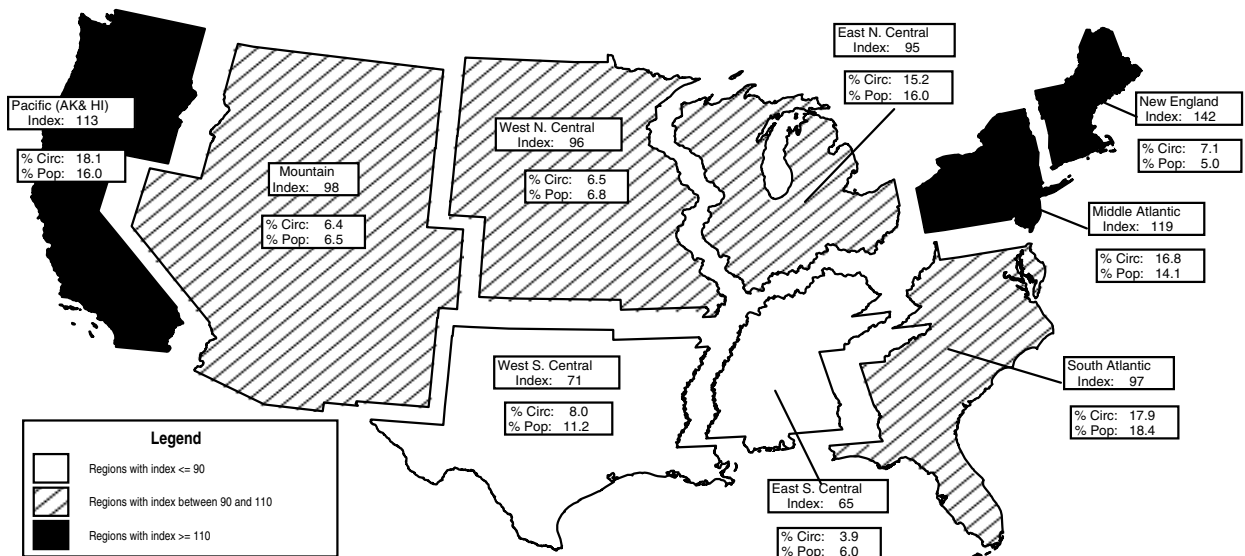 East N. Central
Index: 95
% Circ: 15.2
% Pop: 16.0
Pacific (AK& HI)
Index: 113
% Circ: 18.1
% Pop: 16.0
Mountain
Index: 98
% Circ: 6.4
% Pop: 6.5
West N. Central
Index: 96
% Circ: 6.5
% Pop: 6.8
New England
Index: 142
% Circ: 7.1
% Pop: 5.0
Middle Atlantic
Index: 119
% Circ: 16.8
% Pop: 14.1
West S. Central
Index: 71
% Circ: 8.0
% Pop: 11.2
South Atlantic
Index: 97
% Circ: 17.9
% Pop: 18.4
East S. Central
Index: 65
% Circ: 3.9
% Pop: 6.0
Legend
Regions with index <= 90
Regions with index between 90 and 110
Regions with index >= 110